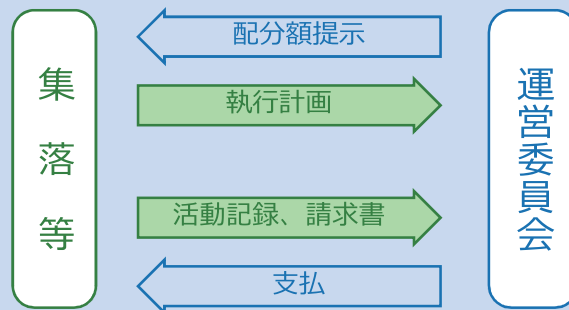 集落等
配分額提示
執行計画
活動記録、請求書
支払
運営委員会